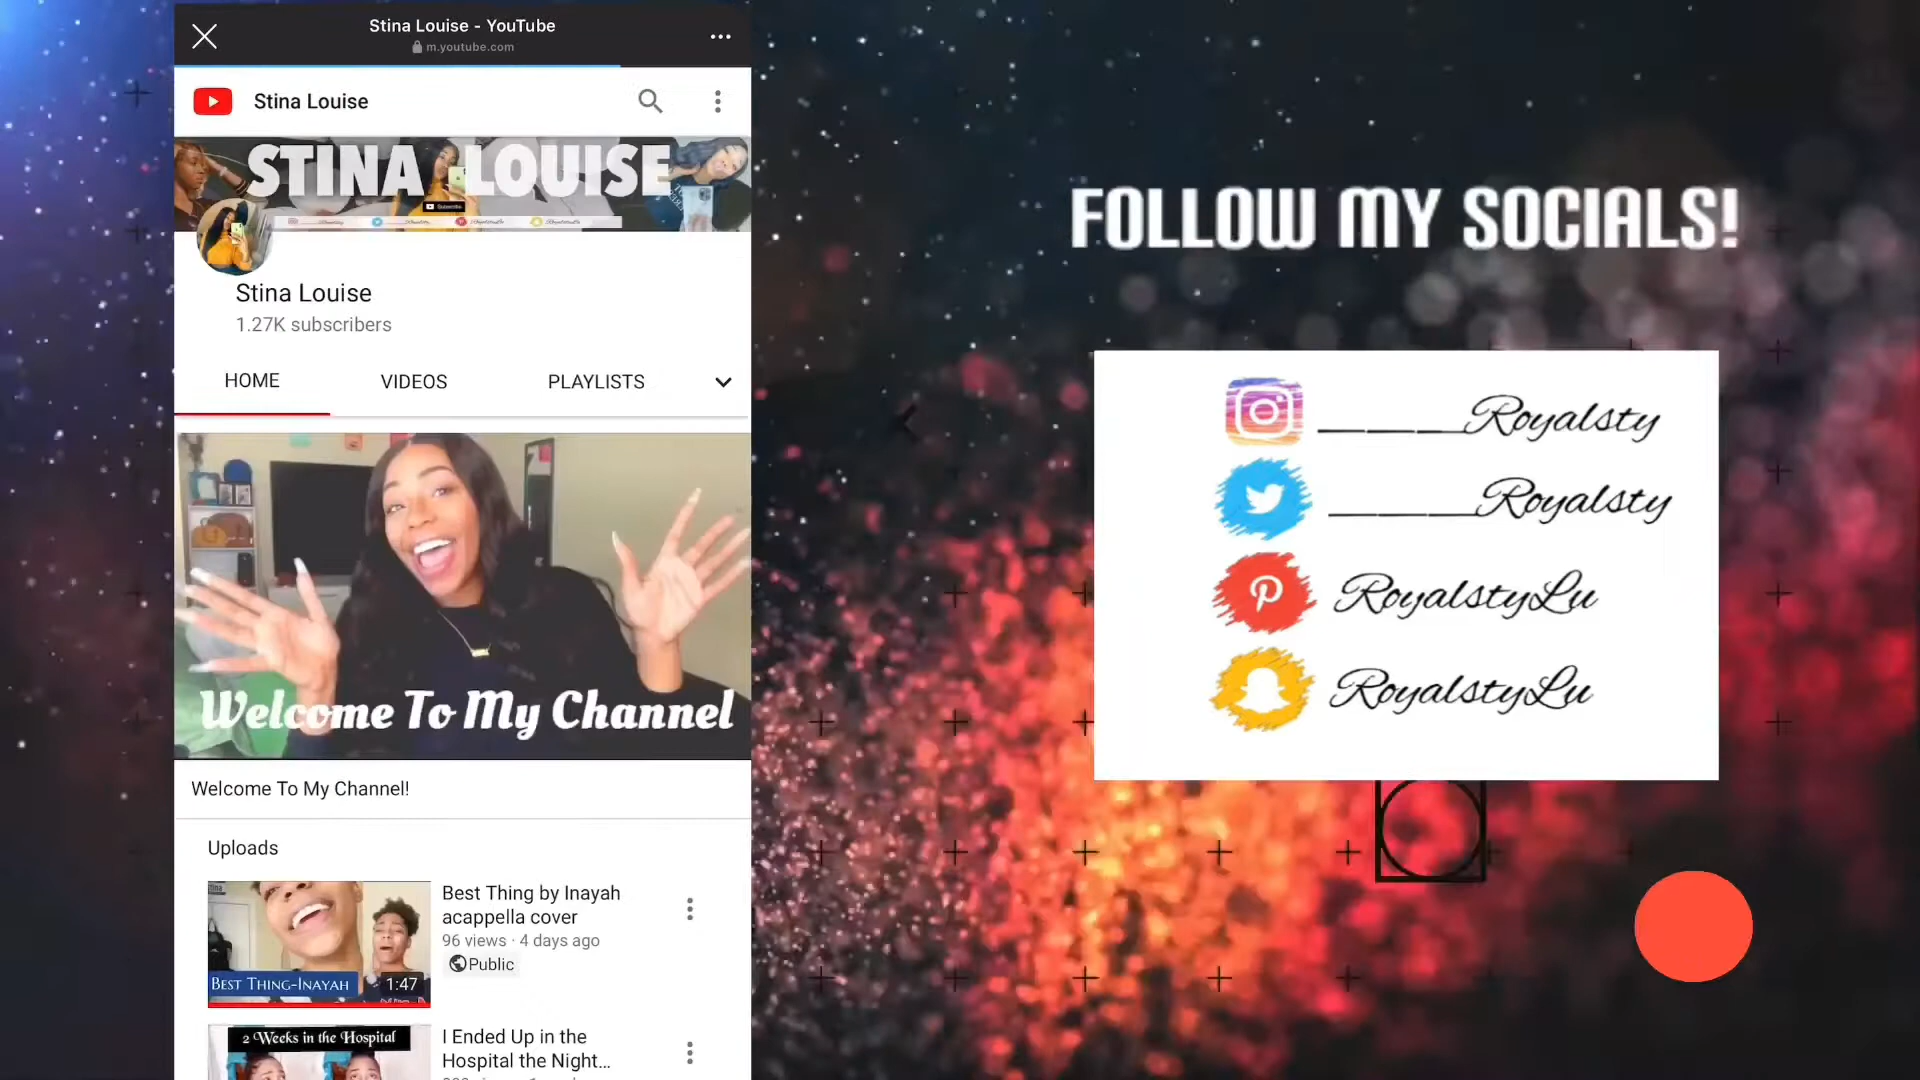 Stina Louise - YouTube
m.youtube.com
Stina Louise
STINA LOUISE
Subscribe
Stina Louise
1.27K subscribers
HOME
VIDEOS
PLAYLISTS
Welcome To My Channel
Welcome To My Channel!
Uploads
Best Thing by Inayah
acappella cover
96 views · 4 days ago
Public
BEST THING-INAYAH
1:47
2 Weeks in the Hospital
I Ended Up in the
Hospital the Night...
FOLLOW MY SOCIALS!
____Royalsty
____Royalsty
RoyalstyLu
RoyalstyLu